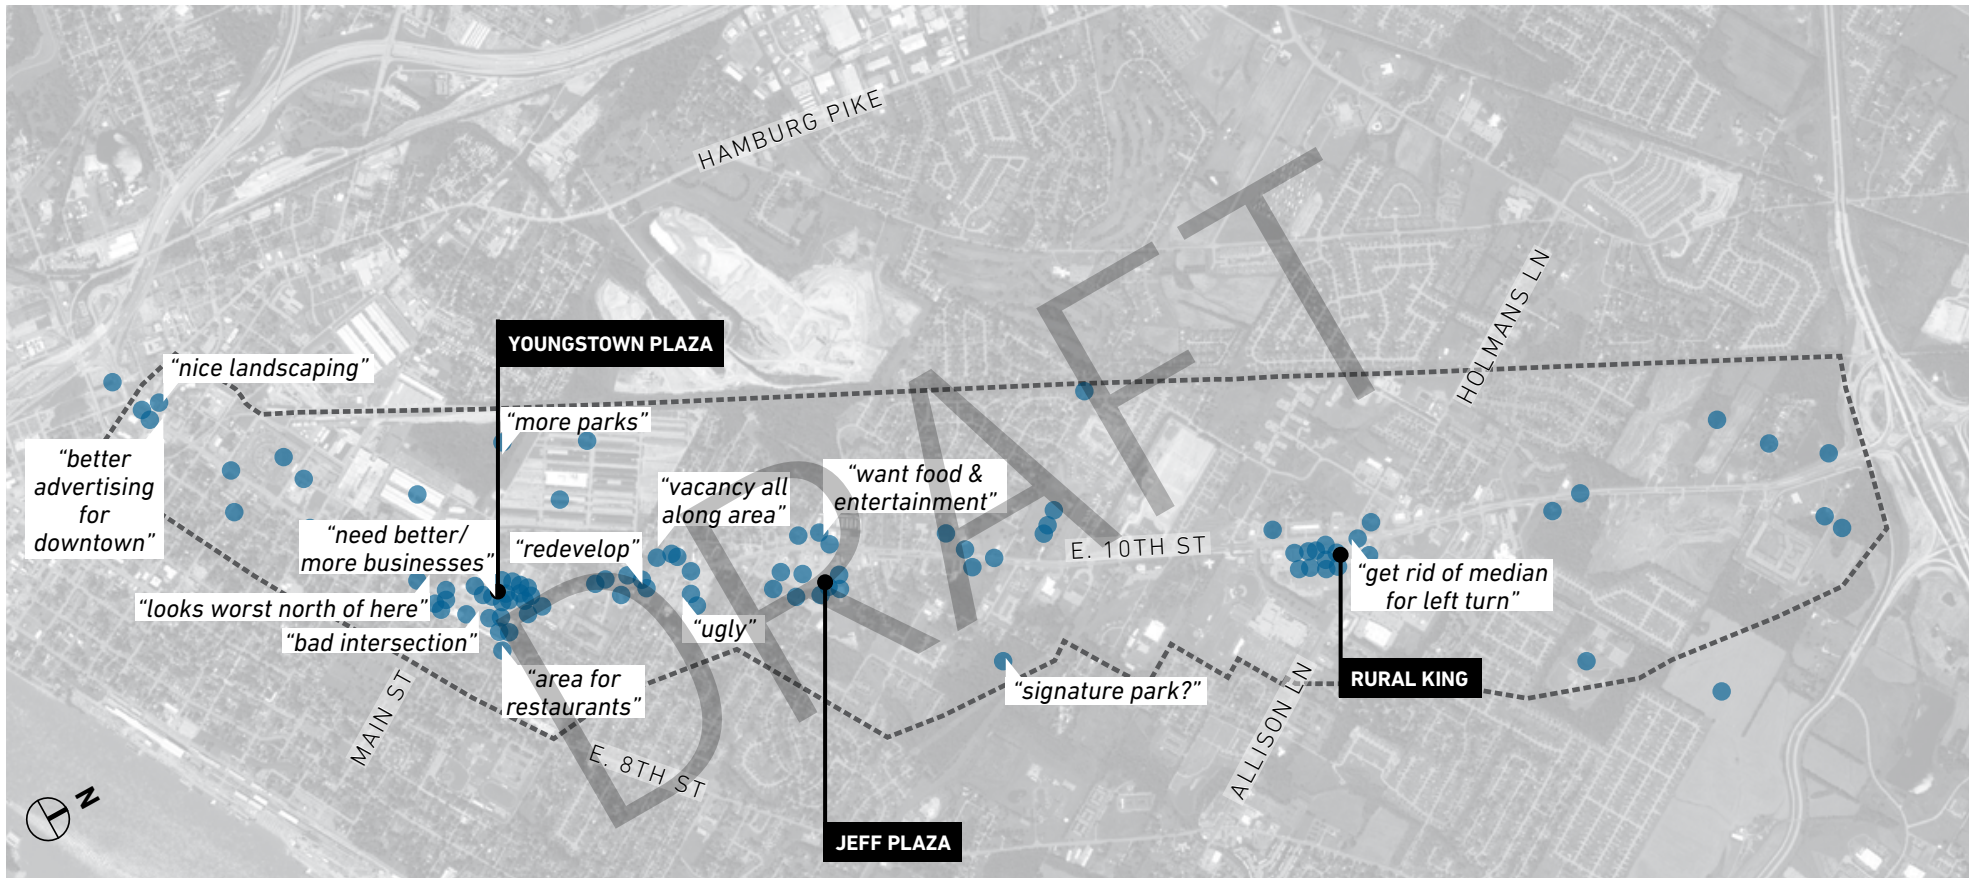 HAMBURG PIKE
HOLMANS LN
YOUNGSTOWN PLAZA
“nice landscaping”
“more parks”
“better
advertising
for
downtown”
“need better/
more businesses”
“redevelop”
“vacancy all
along area”
“want food &
entertainment”
E. 10TH ST
“looks worst north of here”
“bad intersection”
“ugly”
“area for
restaurants”
“signature park?”
“get rid of median
for left turn”
RURAL KING
MAIN ST
E. 8TH ST
ALLISON LN
JEFF PLAZA
N
DRAFT